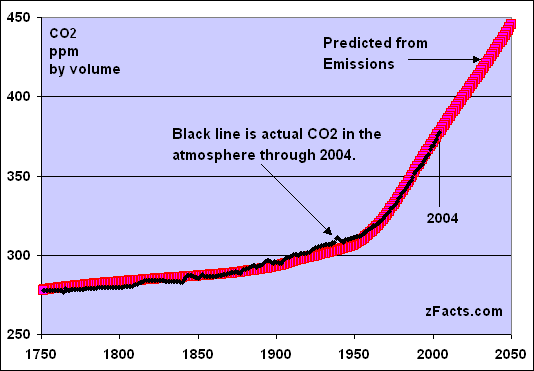 450
CO2
ppm
by volume
Predicted from
Emissions
400
Black line is actual CO2 in the
atmosphere through 2004.
350
2004
300
zFacts.com
250
1750 1800 1850 1900 1950 2000 2050